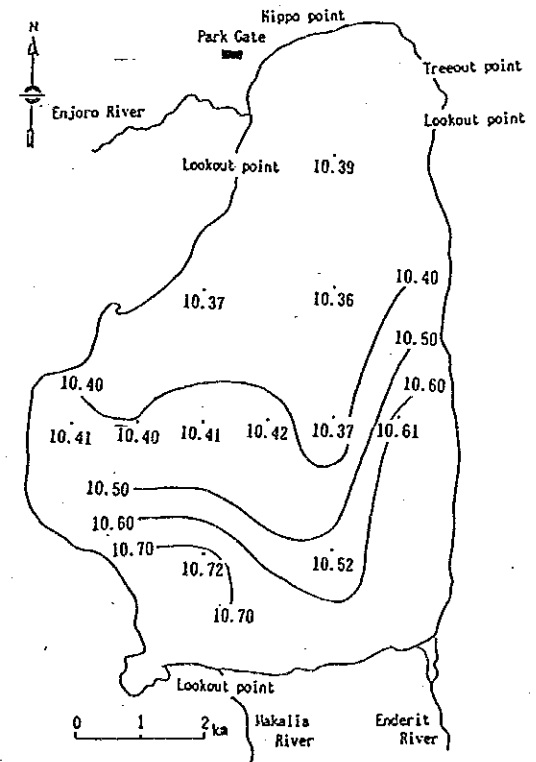 Hippo point
N
Park Gate
Treeout point
Enjoro River
Lookout point
Lookout point
10.39
10.40
10.37
10.36
10.50
10.40
10.60
10.41
10.40
10.41
10.42
10.37
10.61
10.50
10.60
10.70
10.72
10.52
10.70
Lookout point
0 1 2
km
Makalia
River
Enderit
River